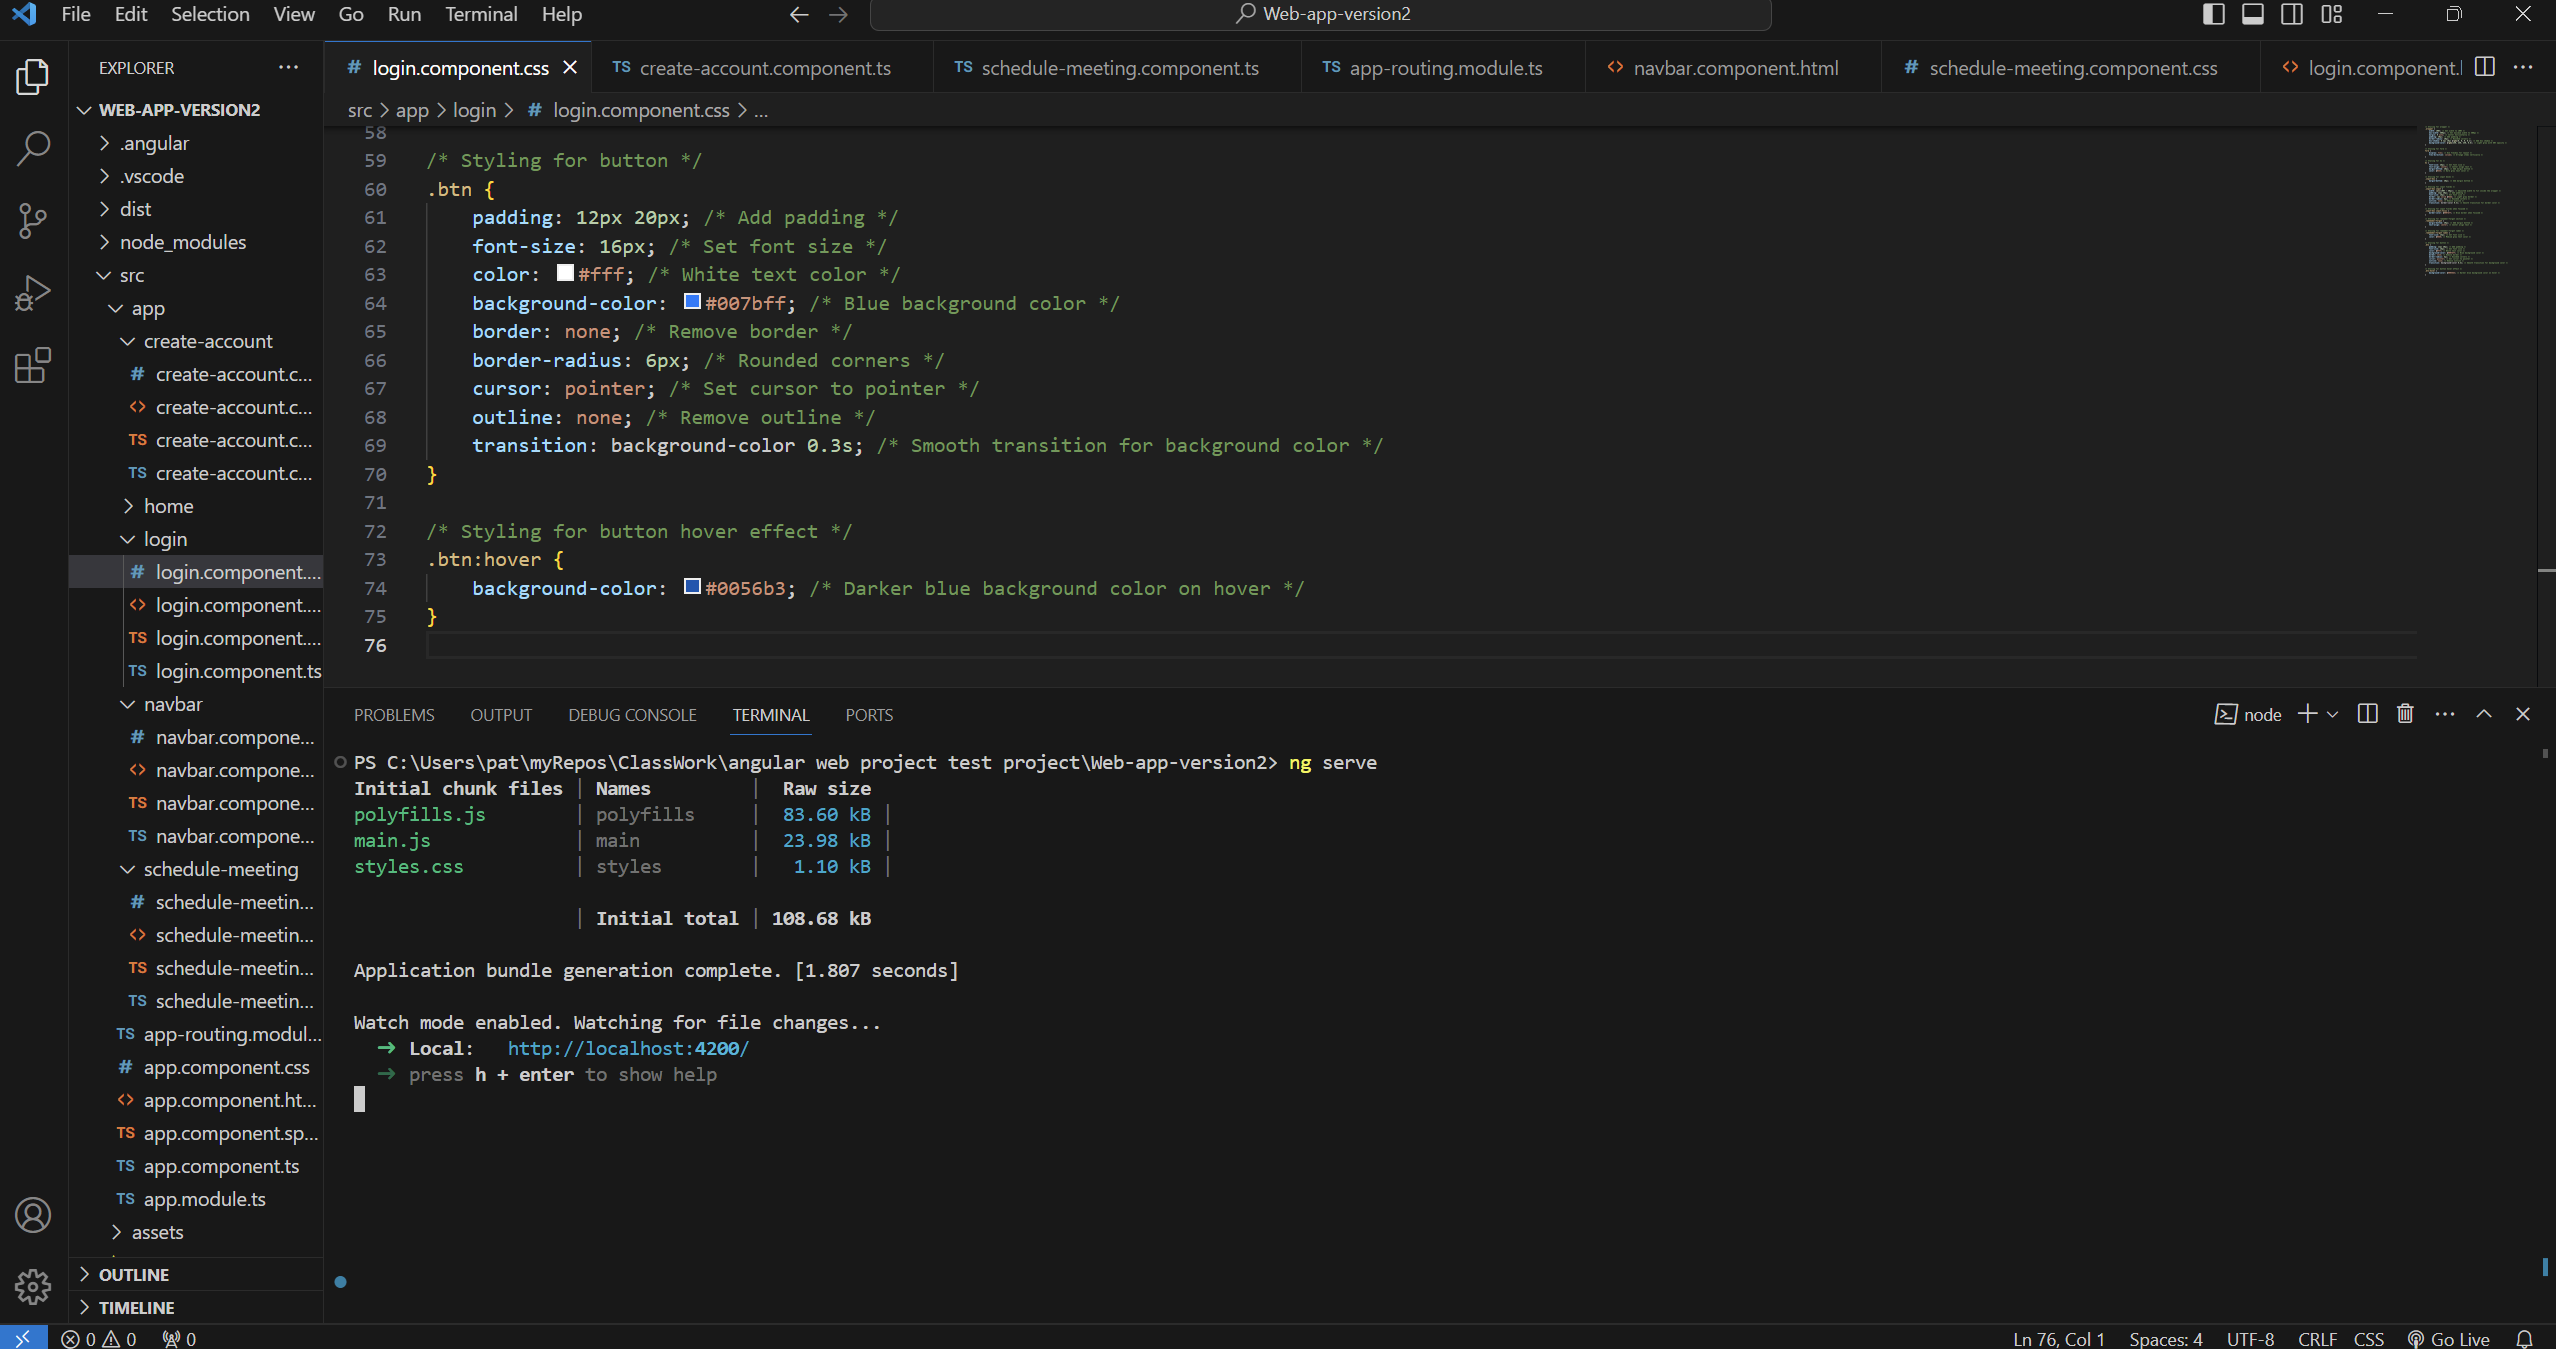 File Edit Selection View Go Run Terminal Help
Web-app-version2
EXPLORER
WEB-APP-VERSION2
.angular
.vscode
dist
node_modules
src
app
create-account
# create-account.c...
<> create-account.c...
TS create-account.c...
TS create-account.c...
home
login
# login.component....
<> login.component....
TS login.component....
TS login.component.ts
navbar
# navbar.compone...
<> navbar.compone...
TS navbar.compone...
TS navbar.compone...
schedule-meeting
# schedule-meetin...
<> schedule-meetin...
TS schedule-meetin...
TS schedule-meetin...
TS app-routing.modul...
# app.component.css
<> app.component.ht...
TS app.component.sp...
TS app.component.ts
TS app.module.ts
assets
OUTLINE
TIMELINE
# login.component.css TS create-account.component.ts TS schedule-meeting.component.ts TS app-routing.module.ts <> navbar.component.html # schedule-meeting.component.css <> login.component.
src > app > login > # login.component.css > ...
58
59 /* Styling for button */
60 .btn {
61 padding: 12px 20px; /* Add padding */
62 font-size: 16px; /* Set font size */
63 color: #fff; /* White text color */
64 background-color: #007bff; /* Blue background color */
65 border: none; /* Remove border */
66 border-radius: 6px; /* Rounded corners */
67 cursor: pointer; /* Set cursor to pointer */
68 outline: none; /* Remove outline */
69 transition: background-color 0.3s; /* Smooth transition for background color */
70 }
71
72 /* Styling for button hover effect */
73 .btn:hover {
74 background-color: #0056b3; /* Darker blue background color on hover */
75 }
76
PROBLEMS OUTPUT DEBUG CONSOLE TERMINAL PORTS
node
PS C:\Users\pat\myRepos\ClassWork\angular web project test project\Web-app-version2> ng serve
Initial chunk files | Names | Raw size
polyfills.js | polyfills | 83.60 kB |
main.js | main | 23.98 kB |
styles.css | styles | 1.10 kB |
| Initial total | 108.68 kB
Application bundle generation complete. [1.807 seconds]
Watch mode enabled. Watching for file changes...
➜ Local: http://localhost:4200/
➜ press h + enter to show help
0 0 0
Ln 76, Col 1 Spaces: 4 UTF-8 CRLF CSS Go Live